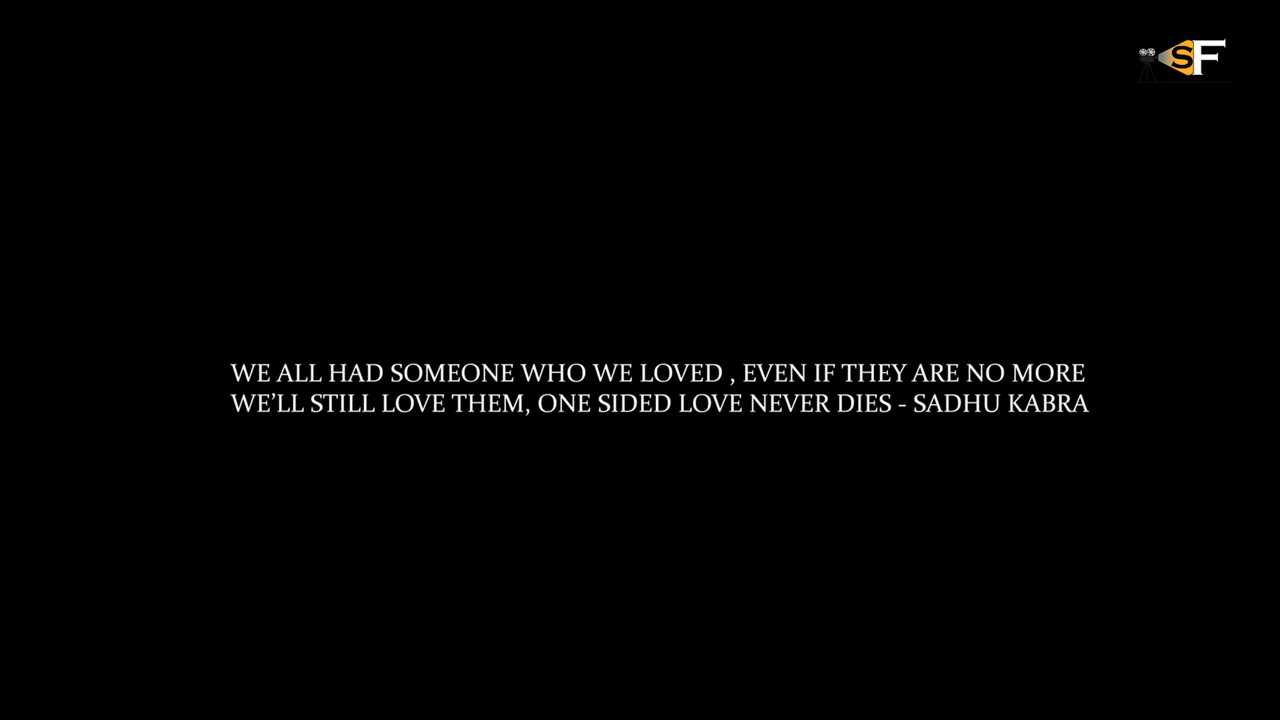 SF
WE ALL HAD SOMEONE WHO WE LOVED , EVEN IF THEY ARE NO MORE
WE’LL STILL LOVE THEM, ONE SIDED LOVE NEVER DIES - SADHU KABRA